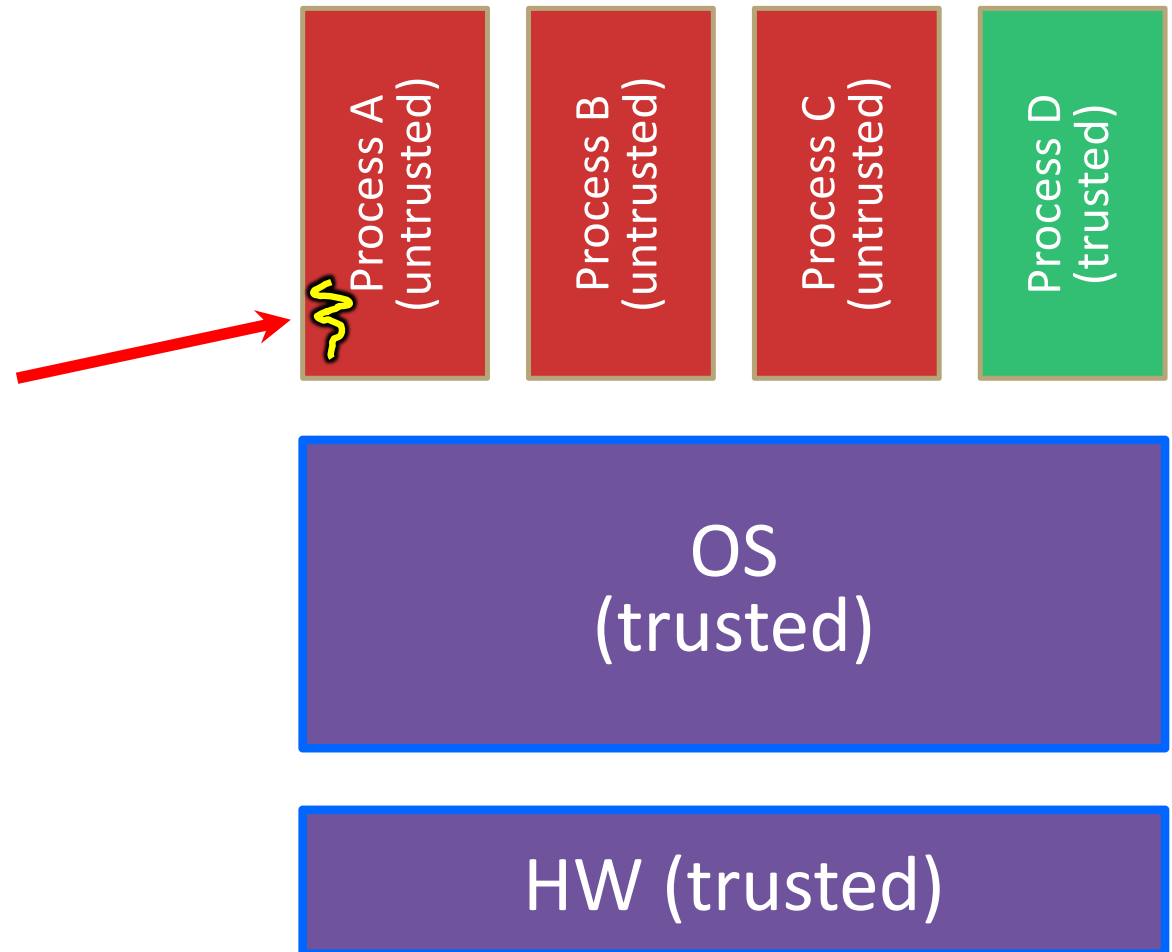 Process A
(untrusted)
Process B
(untrusted)
Process C
(untrusted)
Process D
(trusted)
OS
(trusted)
HW (trusted)